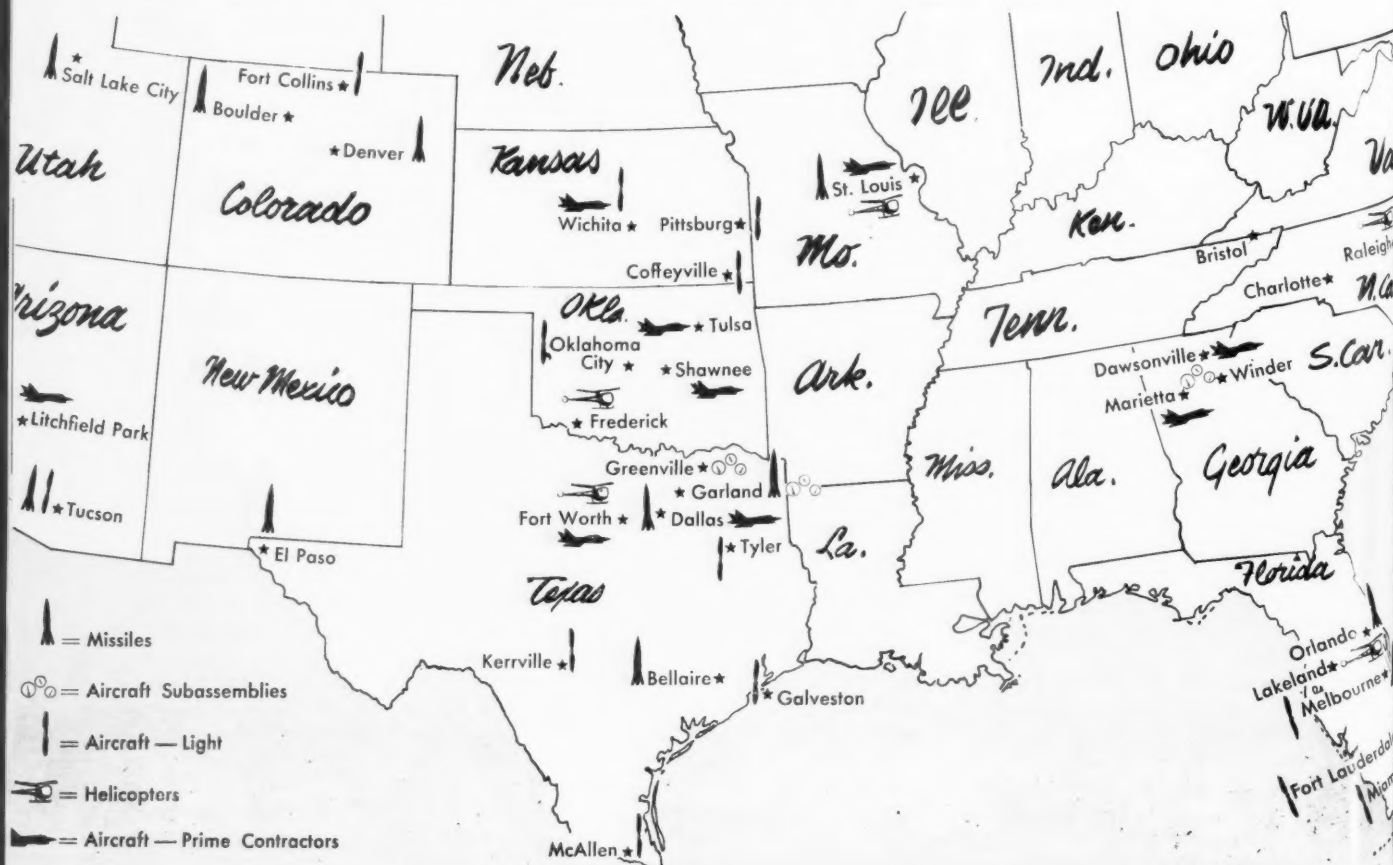 Neb.
Ill.
Ind.
Ohio
W.Va.
Salt Lake City
Fort Collins
Boulder
Denver
Utah
Colorado
Kansas
Wichita
Pittsburg
Coffeyville
St. Louis
Mo.
Ken.
Bristol
Raleigh
Charlotte
Arizona
New Mexico
Okla.
Tulsa
Oklahoma
City
Shawnee
Frederick
Ark.
Tenn.
Dawsonville
Winder
Marietta
S.Car.
Litchfield Park
Tucson
El Paso
Greenville
Garland
Fort Worth
Dallas
Tyler
La.
Miss.
Ala.
Georgia
Texas
Florida
Kerrville
Bellaire
Galveston
McAllen
Orlando
Lakeland
Melbourne
Fort Lauderdale
= Missiles
= Aircraft Subassemblies
= Aircraft — Light
= Helicopters
= Aircraft — Prime Contractors